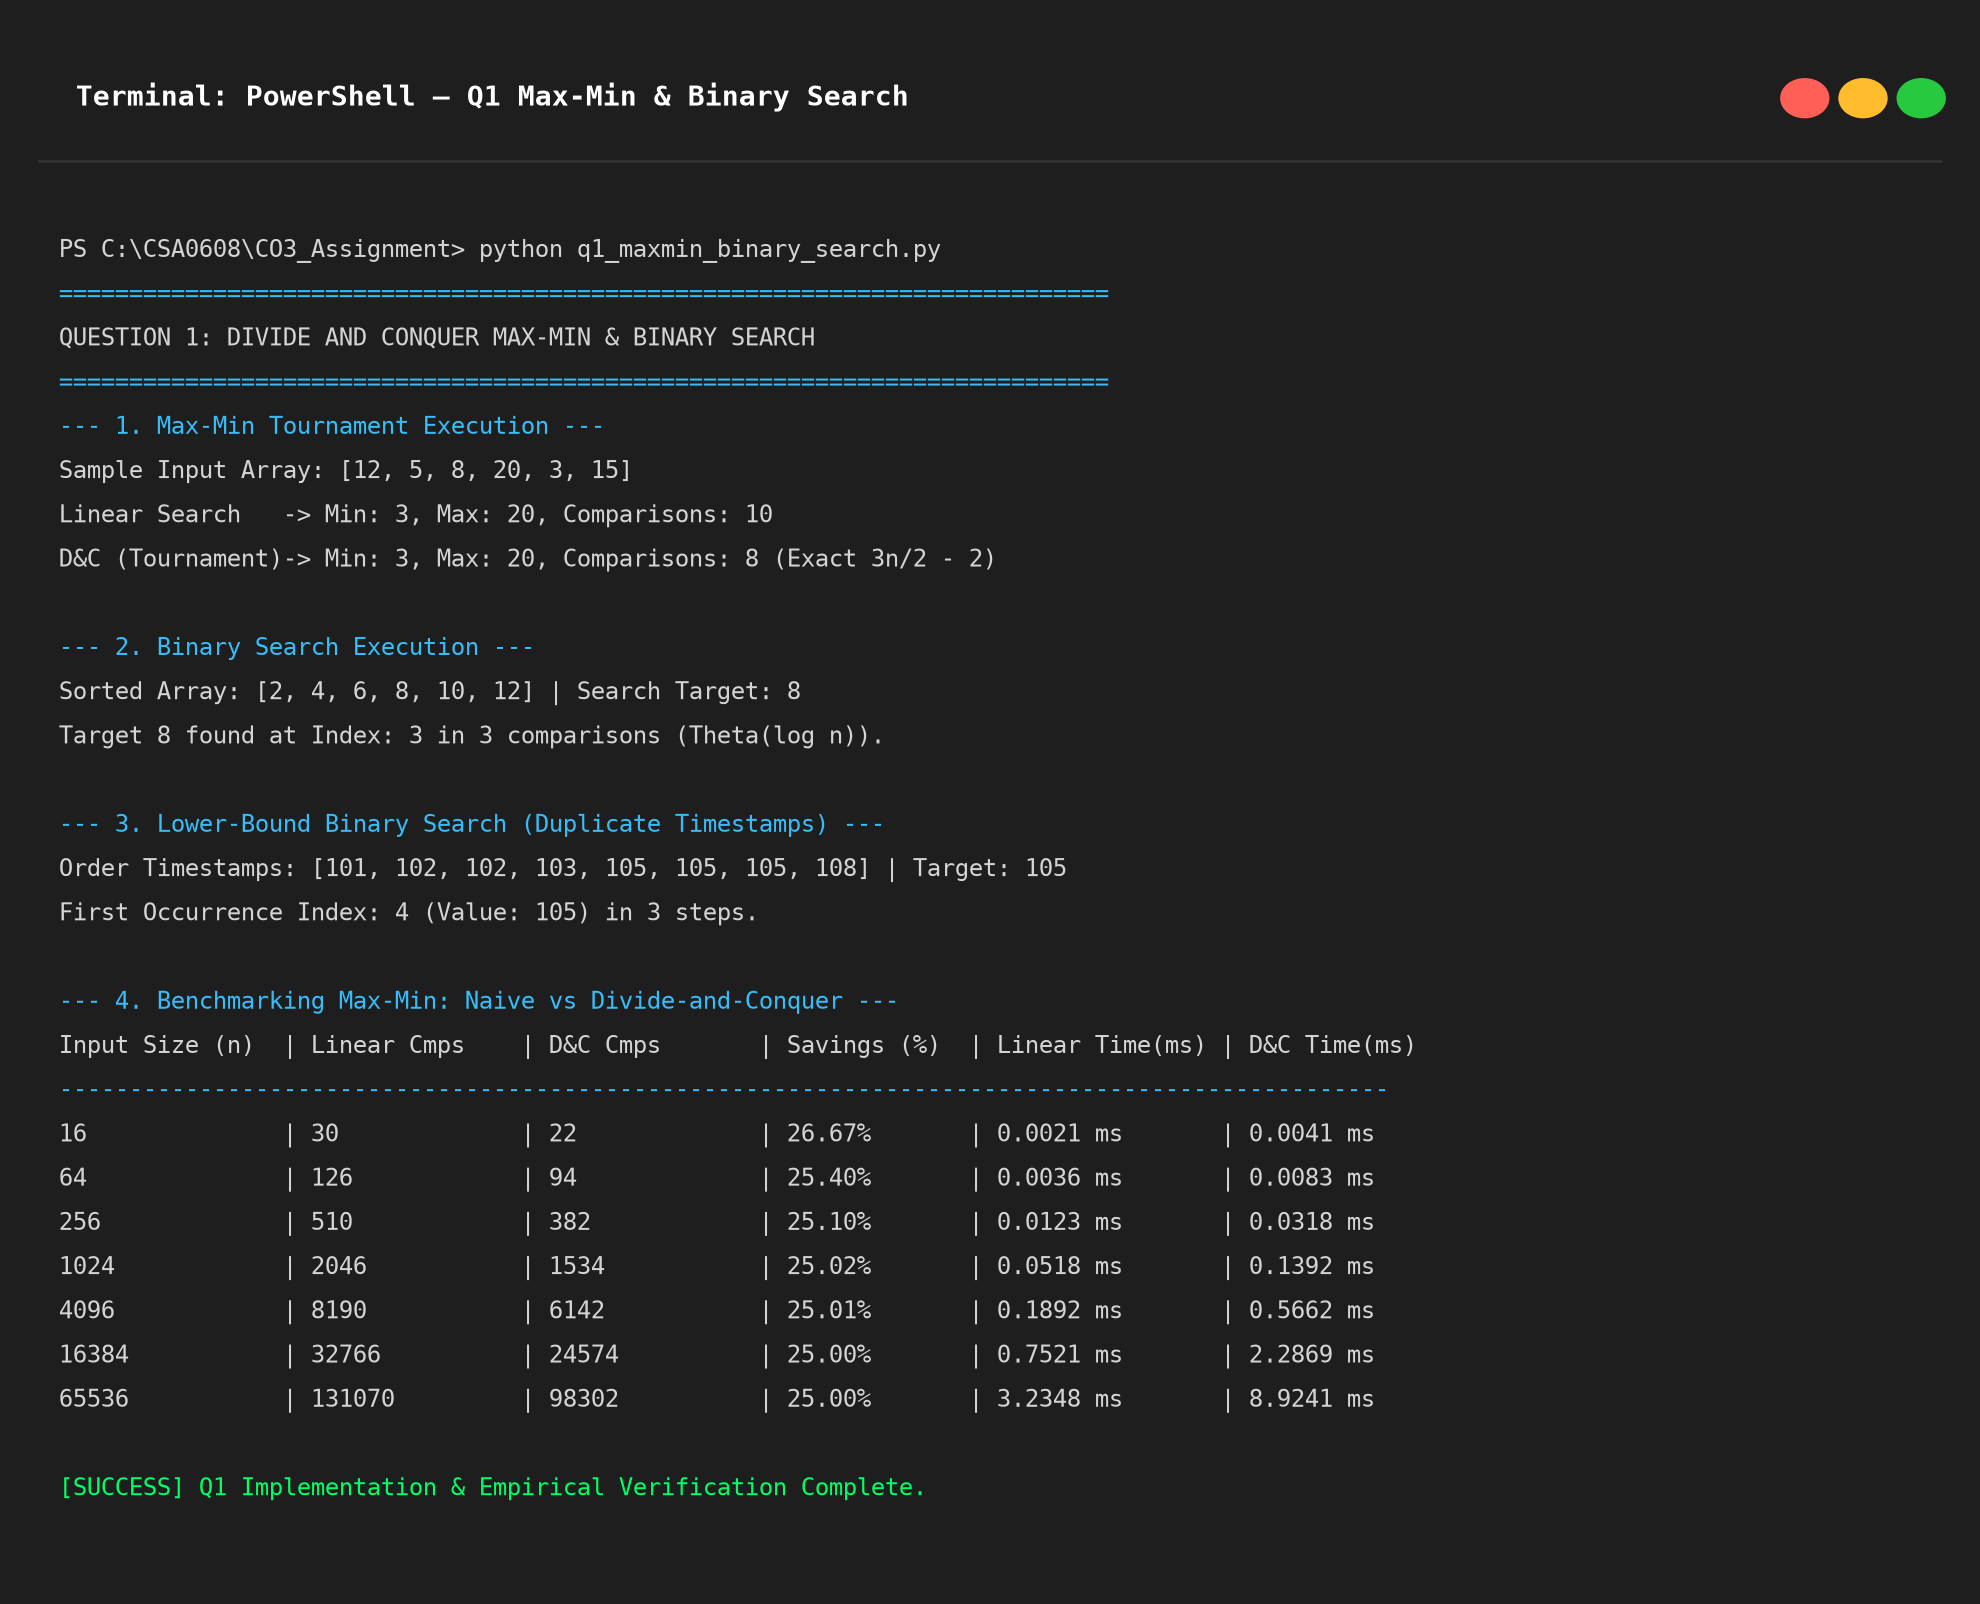 Terminal: PowerShell — Q1 Max-Min & Binary Search
PS C:\CSA0608\CO3_Assignment> python q1_maxmin_binary_search.py
===========================================================================
QUESTION 1: DIVIDE AND CONQUER MAX-MIN & BINARY SEARCH
===========================================================================
--- 1. Max-Min Tournament Execution ---
Sample Input Array: [12, 5, 8, 20, 3, 15]
Linear Search   -> Min: 3, Max: 20, Comparisons: 10
D&C (Tournament)-> Min: 3, Max: 20, Comparisons: 8 (Exact 3n/2 - 2)
--- 2. Binary Search Execution ---
Sorted Array: [2, 4, 6, 8, 10, 12] | Search Target: 8
Target 8 found at Index: 3 in 3 comparisons (Theta(log n)).
--- 3. Lower-Bound Binary Search (Duplicate Timestamps) ---
Order Timestamps: [101, 102, 102, 103, 105, 105, 105, 108] | Target: 105
First Occurrence Index: 4 (Value: 105) in 3 steps.
--- 4. Benchmarking Max-Min: Naive vs Divide-and-Conquer ---
Input Size (n)  | Linear Cmps    | D&C Cmps       | Savings (%)  | Linear Time(ms) | D&C Time(ms)
-----------------------------------------------------------------------------------------------
16              | 30             | 22             | 26.67%       | 0.0021 ms       | 0.0041 ms
64              | 126            | 94             | 25.40%       | 0.0036 ms       | 0.0083 ms
256             | 510            | 382            | 25.10%       | 0.0123 ms       | 0.0318 ms
1024            | 2046           | 1534           | 25.02%       | 0.0518 ms       | 0.1392 ms
4096            | 8190           | 6142           | 25.01%       | 0.1892 ms       | 0.5662 ms
16384           | 32766          | 24574          | 25.00%       | 0.7521 ms       | 2.2869 ms
65536           | 131070         | 98302          | 25.00%       | 3.2348 ms       | 8.9241 ms
[SUCCESS] Q1 Implementation & Empirical Verification Complete.